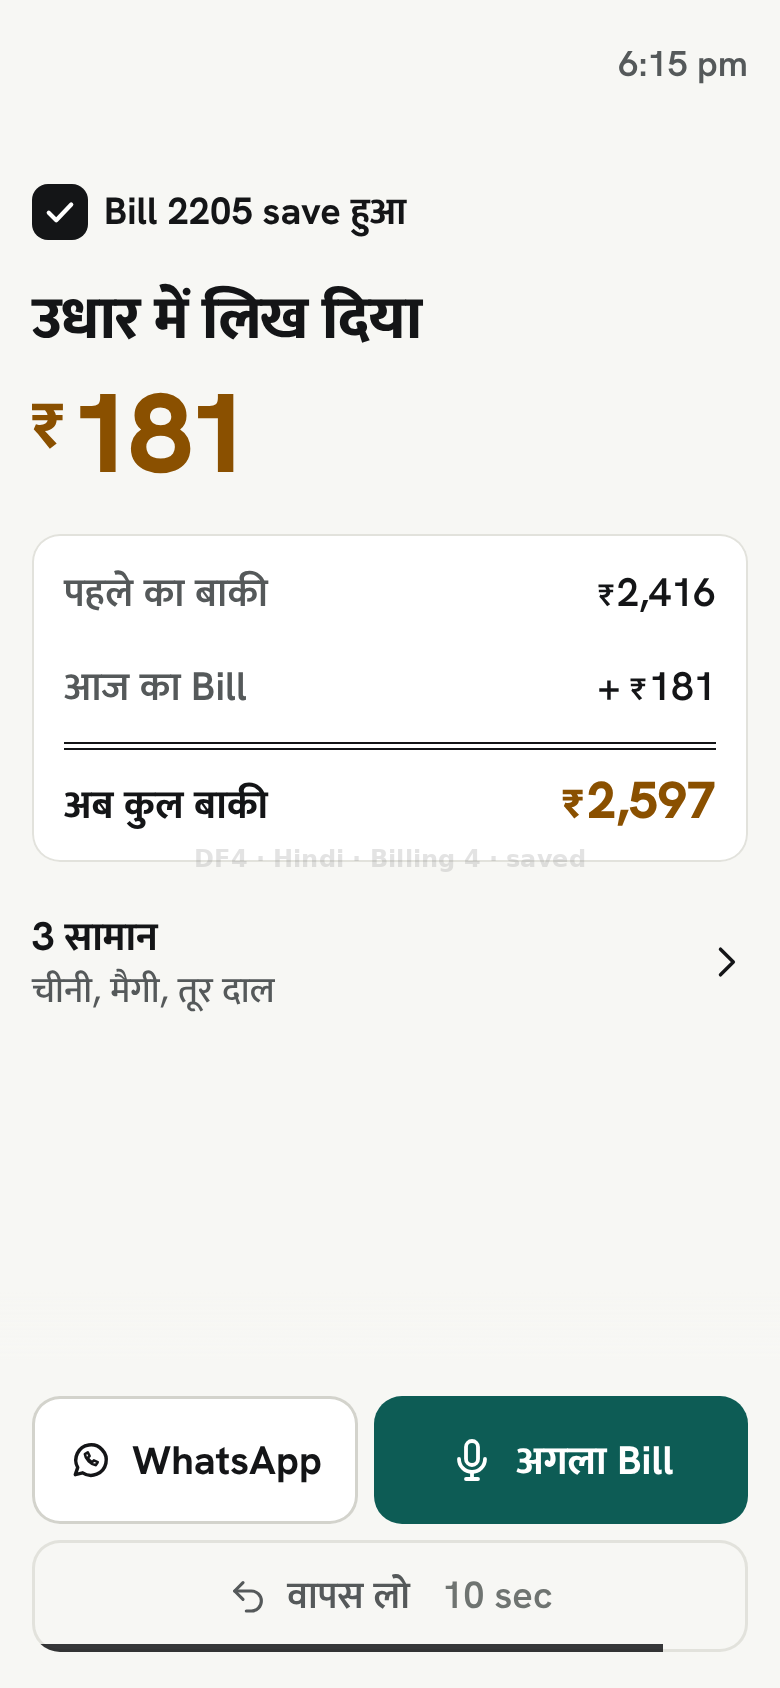 6:15 pm
Bill 2205 save हुआ
उधार में लिख दिया
₹181
पहले का बाकी ₹2,416
आज का Bill + ₹181
अब कुल बाकी ₹2,597
DF4 · Hindi · Billing 4 · saved
3 सामान
चीनी, मैगी, तूर दाल
WhatsApp अगला Bill
वापस लो 10 sec